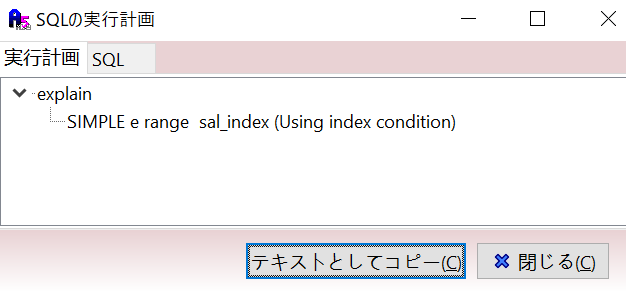 SQLの実行計画
実行計画 SQL
explain
SIMPLE e range  sal_index (Using index condition)
テキストとしてコピー(C) 閉じる(C)